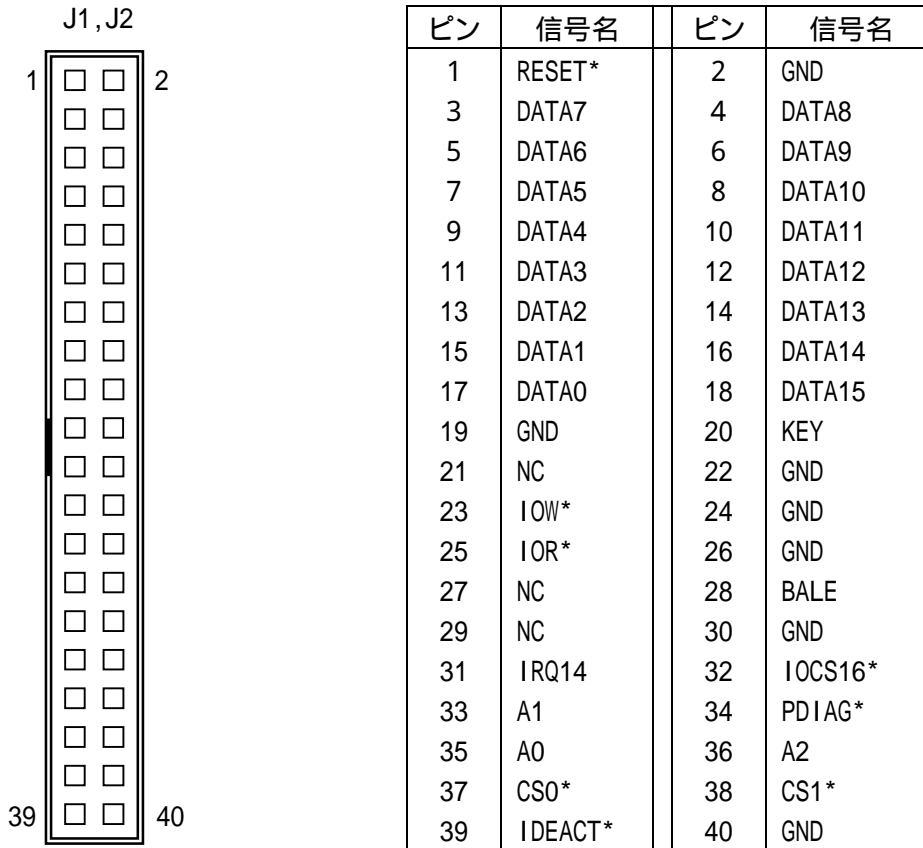 J1,J2
1 2
39 40
ピン 信号名 ピン 信号名
1 RESET* 2 GND
3 DATA7 4 DATA8
5 DATA6 6 DATA9
7 DATA5 8 DATA10
9 DATA4 10 DATA11
11 DATA3 12 DATA12
13 DATA2 14 DATA13
15 DATA1 16 DATA14
17 DATA0 18 DATA15
19 GND 20 KEY
21 NC 22 GND
23 IOW* 24 GND
25 IOR* 26 GND
27 NC 28 BALE
29 NC 30 GND
31 IRQ14 32 IOCS16*
33 A1 34 PDIAG*
35 A0 36 A2
37 CS0* 38 CS1*
39 IDEACT* 40 GND